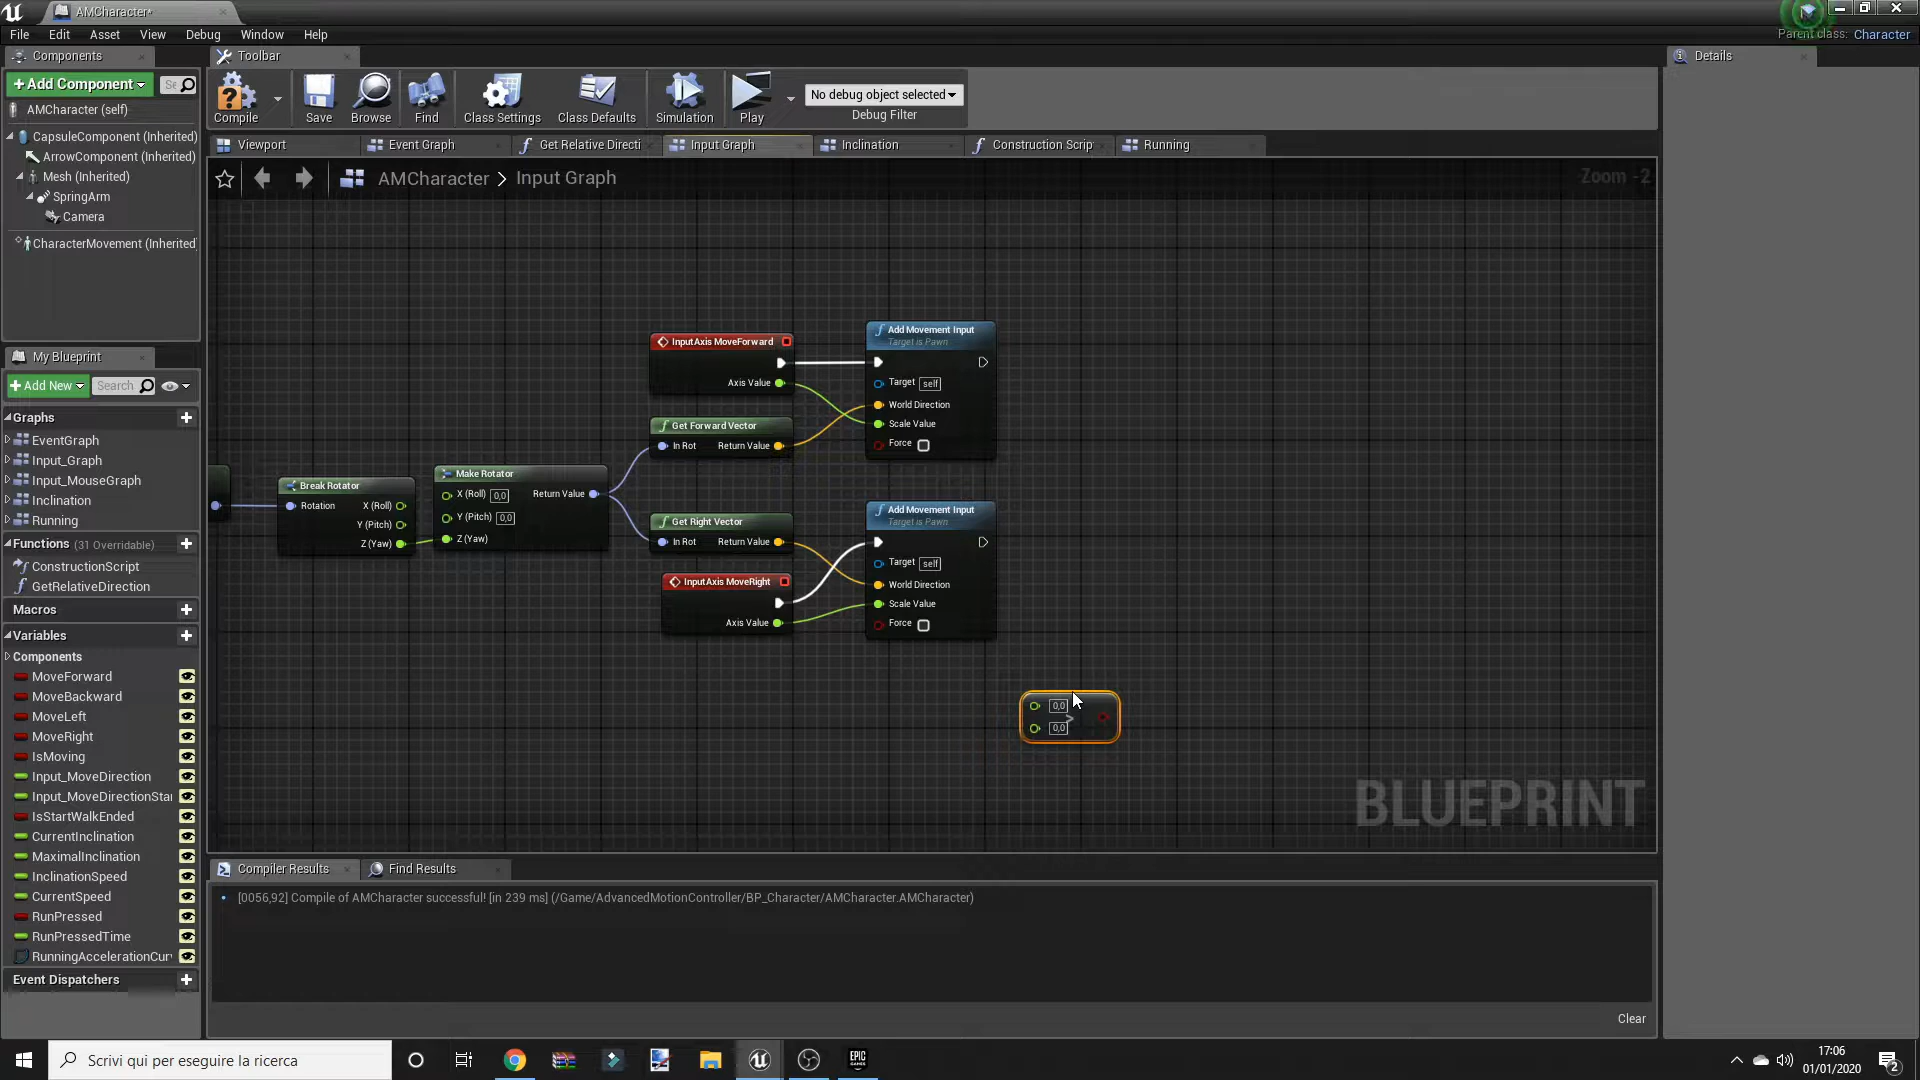 AMCharacter*
File Edit Asset View Debug Window Help
Parent class: Character
Components
Toolbar
Details
+Add Component
Se
AMCharacter (self)
CapsuleComponent (Inherited)
ArrowComponent (Inherited)
Mesh (Inherited)
SpringArm
Camera
CharacterMovement (Inherited)
Compile
Save
Browse
Find
Class Settings
Class Defaults
Simulation
Play
No debug object selected
Debug Filter
Viewport
Event Graph
Get Relative Directi
Input Graph
Inclination
Construction Scrip
Running
AMCharacter > Input Graph
Zoom -2
My Blueprint
+Add New
Search
Graphs
EventGraph
Input_Graph
Input_MouseGraph
Inclination
Running
Functions (31 Overridable)
ConstructionScript
GetRelativeDirection
Macros
Variables
Components
MoveForward
MoveBackward
MoveLeft
MoveRight
IsMoving
Input_MoveDirection
Input_MoveDirectionStar
IsStartWalkEnded
CurrentInclination
MaximalInclination
InclinationSpeed
CurrentSpeed
RunPressed
RunPressedTime
RunningAccelerationCurv
Event Dispatchers
Break Rotator
Rotation
X (Roll)
Y (Pitch)
Z (Yaw)
Make Rotator
X (Roll) 0,0
Return Value
Y (Pitch) 0,0
Z (Yaw)
InputAxis MoveForward
Axis Value
Get Forward Vector
In Rot Return Value
Get Right Vector
In Rot Return Value
InputAxis MoveRight
Axis Value
Add Movement Input
Target is Pawn
Target self
World Direction
Scale Value
Force
Add Movement Input
Target is Pawn
Target self
World Direction
Scale Value
Force
0,0
>
0,0
BLUEPRINT
Compiler Results
Find Results
[0056,92] Compile of AMCharacter successful! [in 239 ms] (/Game/AdvancedMotionController/BP_Character/AMCharacter.AMCharacter)
Clear
Scrivi qui per eseguire la ricerca
EPIC
GAMES
17:06
01/01/2020
2